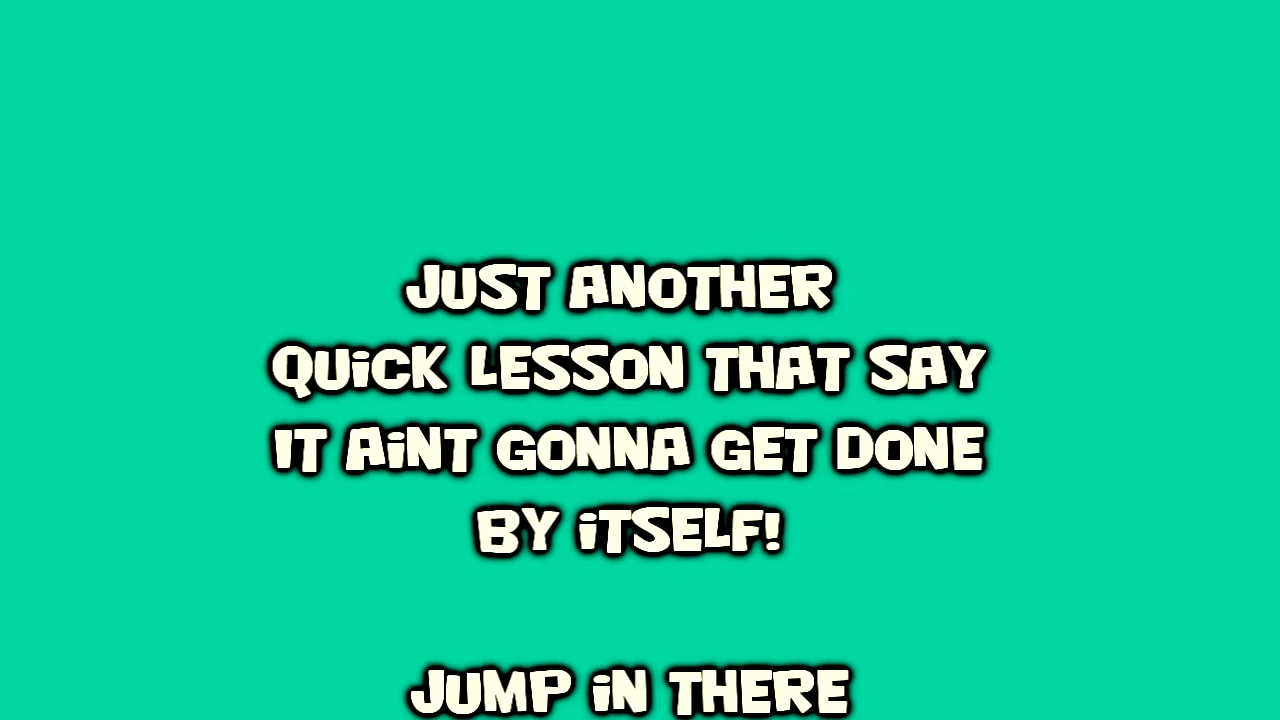 JUST ANOTHER
QUiCK LESSON THAT SAY
IT AiNT GONNA GET DONE
BY iTSELF!
JUMP iN THERE